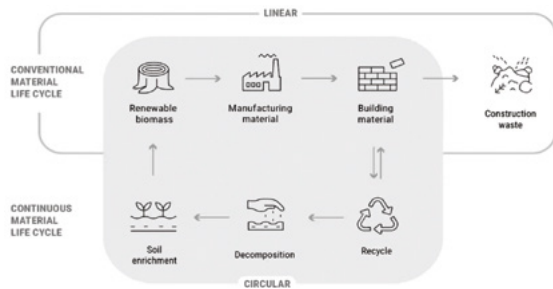 LINEAR
CONVENTIONAL
MATERIAL
LIFE CYCLE
Renewable
biomass
Manufacturing
material
Building
material
Construction
waste
CONTINUOUS
MATERIAL
LIFE CYCLE
Soil
enrichment
Decomposition
Recycle
CIRCULAR